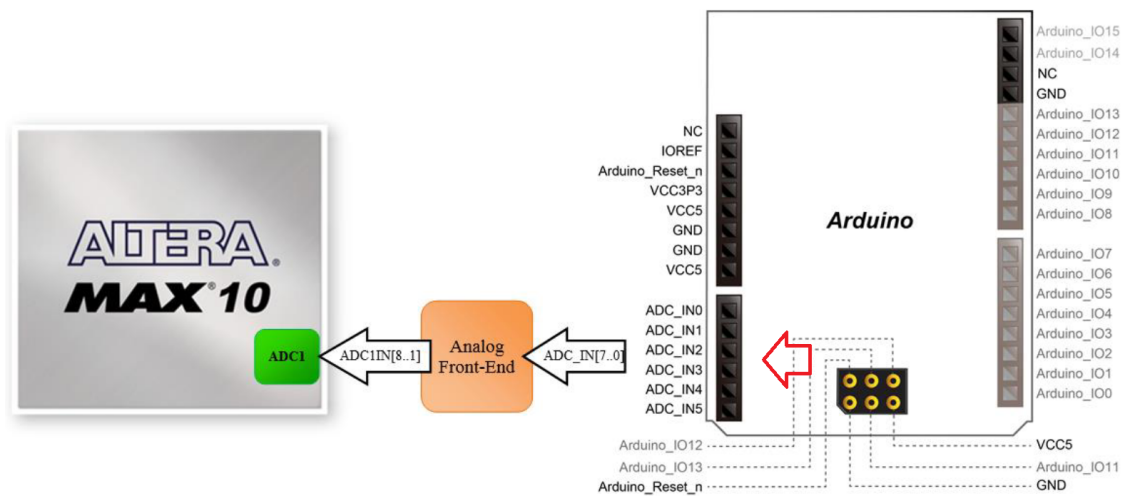 ALTERA®
MAX®10
ADC1
ADC1IN[8..1]
Analog
Front-End
ADC_IN[7..0]
NC
IOREF
Arduino_Reset_n
VCC3P3
VCC5
GND
GND
VCC5
ADC_IN0
ADC_IN1
ADC_IN2
ADC_IN3
ADC_IN4
ADC_IN5
Arduino
Arduino_IO15
Arduino_IO14
NC
GND
Arduino_IO13
Arduino_IO12
Arduino_IO11
Arduino_IO10
Arduino_IO9
Arduino_IO8
Arduino_IO7
Arduino_IO6
Arduino_IO5
Arduino_IO4
Arduino_IO3
Arduino_IO2
Arduino_IO1
Arduino_IO0
Arduino_IO12
Arduino_IO13
Arduino_Reset_n
VCC5
Arduino_IO11
GND